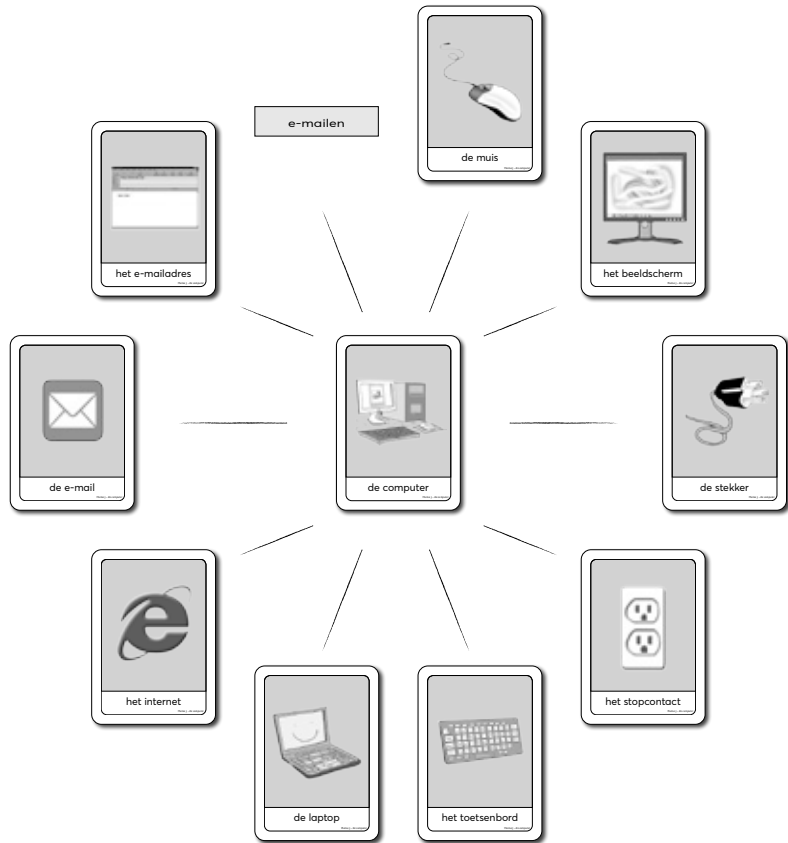 de muis
e-mailen
het e-mailadres
het beeldscherm
de e-mail
de computer
de stekker
het internet
het stopcontact
de laptop
het toetsenbord